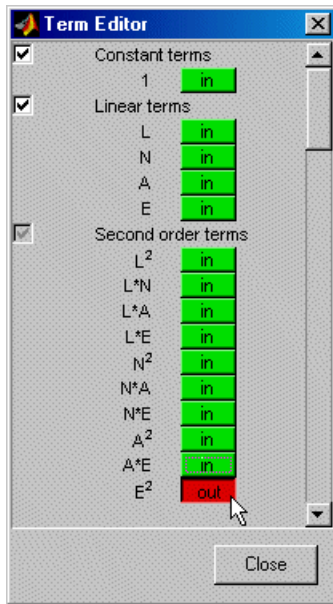 Term Editor
Constant terms
1 in
Linear terms
L in
N in
A in
E in
Second order terms
L² in
L*N in
L*A in
L*E in
N² in
N*A in
N*E in
A² in
A*E in
E² out
Close